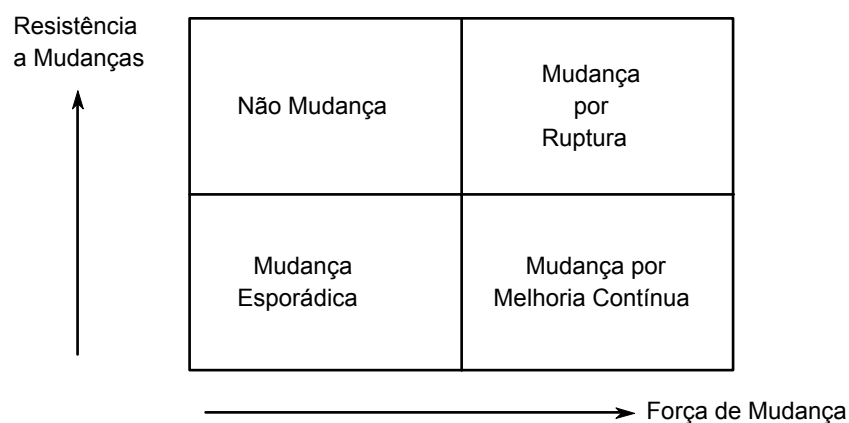 Resistência
a Mudanças
Não Mudança
Mudança
por
Ruptura
Mudança
Esporádica
Mudança por
Melhoria Contínua
Força de Mudança